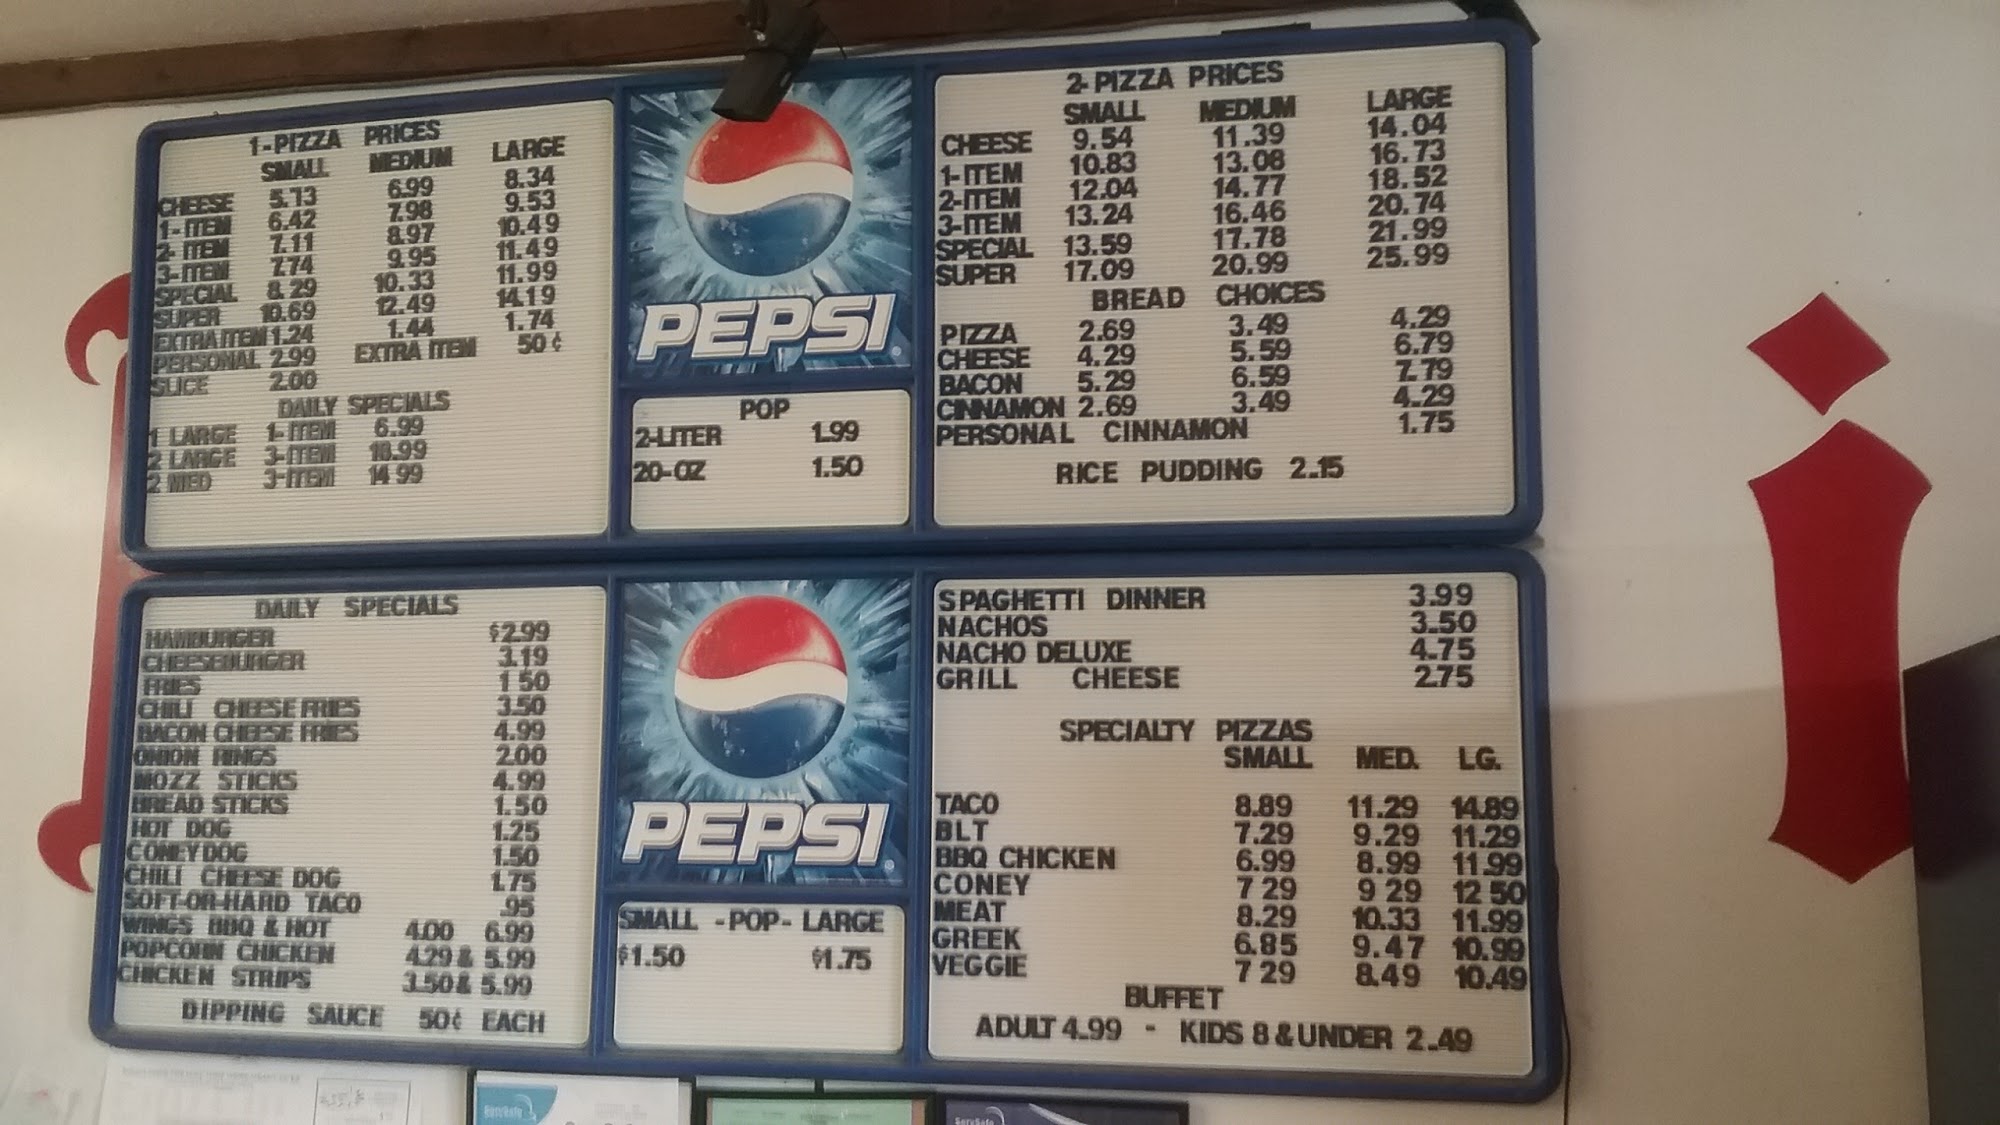 1-PIZZA PRICES
SMALL MEDIUM LARGE
CHEESE 5.73 6.99 8.34
1-ITEM 6.42 7.98 9.53
2-ITEM 7.11 8.97 10.49
3-ITEM 7.74 9.95 11.49
SPECIAL 8.29 10.33 11.99
SUPER 10.69 12.49 14.19
EXTRA ITEM 1.24 1.44 1.74
PERSONAL 2.99 EXTRA ITEM 50¢
SLICE 2.00
DAILY SPECIALS
1 LARGE 1-ITEM 6.99
2 LARGE 3-ITEM 18.99
2 MED 3-ITEM 14 99
PEPSI
POP
2-LITER 1.99
20-OZ 1.50
2-PIZZA PRICES
SMALL MEDIUM LARGE
CHEESE 9.54 11.39 14.04
1-ITEM 10.83 13.08 16.73
2-ITEM 12.04 14.77 18.52
3-ITEM 13.24 16.46 20.74
SPECIAL 13.59 17.78 21.99
SUPER 17.09 20.99 25.99
BREAD CHOICES
PIZZA 2.69 3.49 4.29
CHEESE 4.29 5.59 6.79
BACON 5.29 6.59 7.79
CINNAMON 2.69 3.49 4.29
PERSONAL CINNAMON 1.75
RICE PUDDING 2.15
DAILY SPECIALS
HAMBURGER $2.99
CHEESEBURGER 3.19
FRIES 1 50
CHILI CHEESE FRIES 3.50
BACON CHEESE FRIES 4.99
ONION RINGS 2.00
MOZZ STICKS 4.99
BREAD STICKS 1.50
HOT DOG 1.25
CONEY DOG 1.50
CHILI CHEESE DOG 1.75
SOFT-OR-HARD TACO .95
WINGS BBQ & HOT 4.00 6.99
POPCORN CHICKEN 4.29 & 5.99
CHICKEN STRIPS 3.50 & 5.99
DIPPING SAUCE 50¢ EACH
PEPSI
SMALL - POP - LARGE
$1.50 $1.75
SPAGHETTI DINNER 3.99
NACHOS 3.50
NACHO DELUXE 4.75
GRILL CHEESE 2.75
SPECIALTY PIZZAS
SMALL MED. LG.
TACO 8.89 11.29 14.89
BLT 7.29 9.29 11.29
BBQ CHICKEN 6.99 8.99 11.99
CONEY 7 29 9 29 12 50
MEAT 8.29 10.33 11.99
GREEK 6.85 9.47 10.99
VEGGIE 7 29 8.49 10.49
BUFFET
ADULT 4.99 - KIDS 8 & UNDER 2.49
i
ServSafe
ServSafe